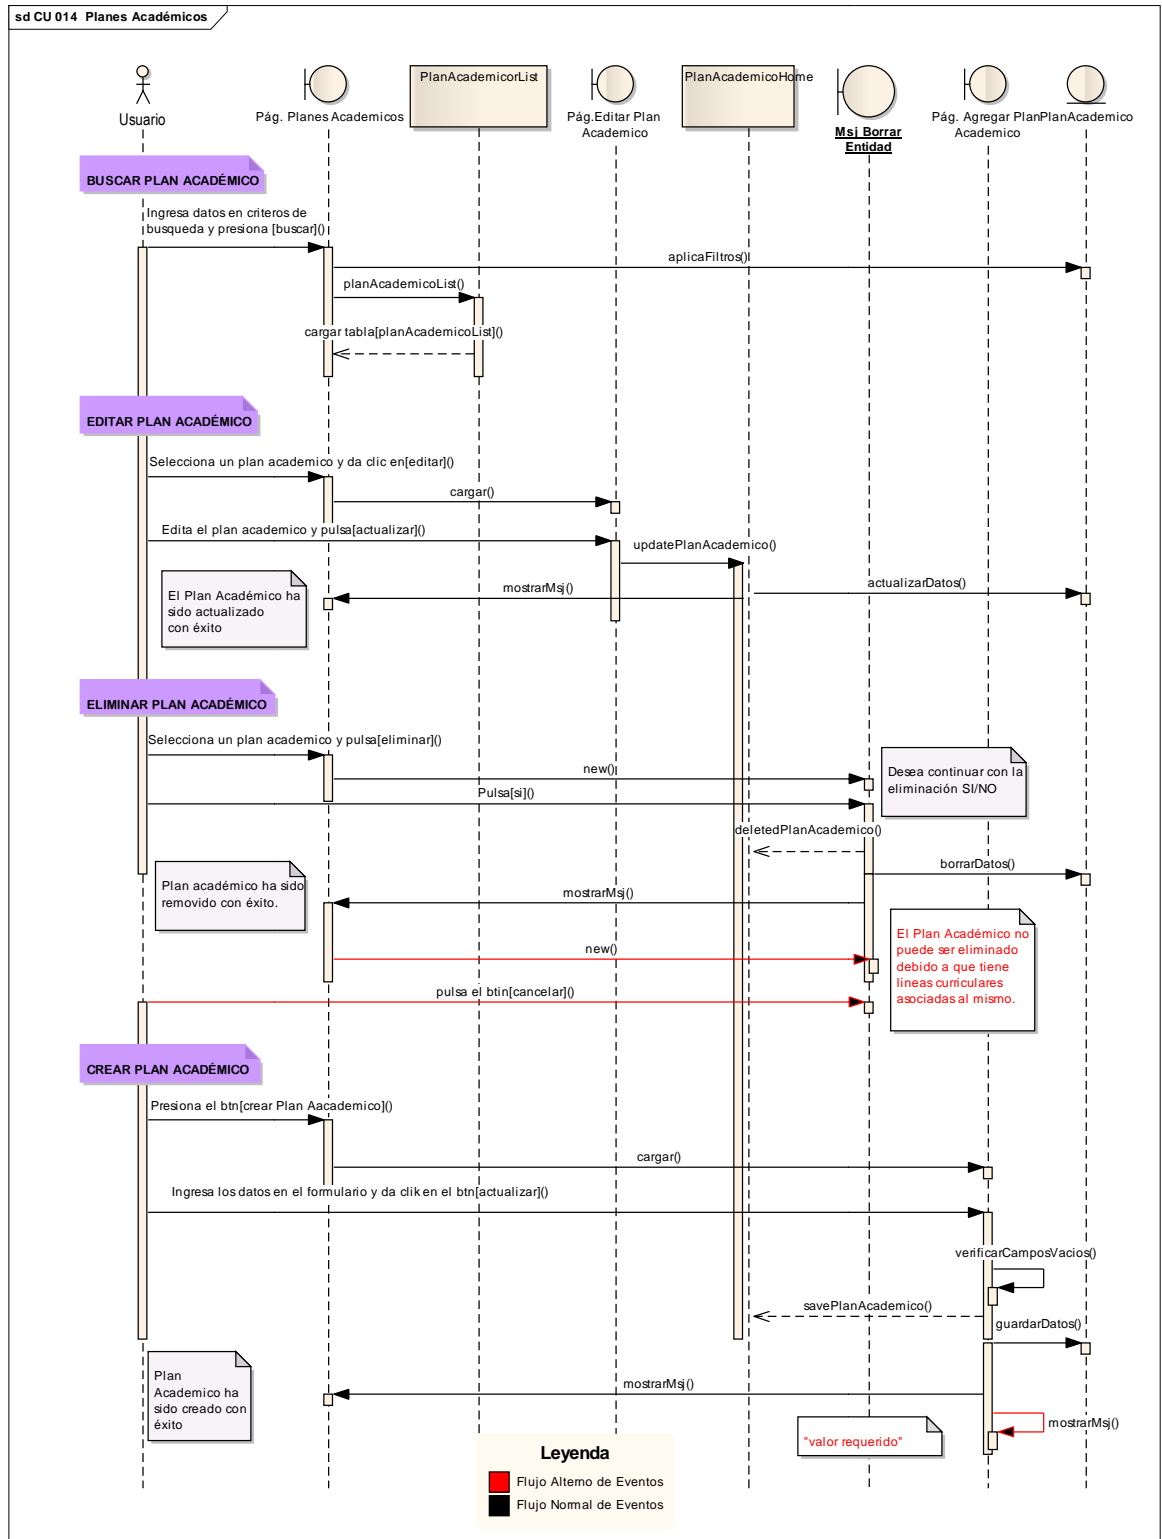 sd CU 014  Planes Académicos
Usuario
Pág. Planes Academicos
PlanAcademicorList
Pág.Editar Plan
Academico
PlanAcademicoHome
Msj Borrar
Entidad
Pág. Agregar Plan
Academico
PlanAcademico
BUSCAR PLAN ACADÉMICO
Ingresa datos en criteros de
busqueda y presiona [buscar]()
aplicaFiltros()
planAcademicoList()
cargar tabla[planAcademicoList]()
EDITAR PLAN ACADÉMICO
Selecciona un plan academico y da clic en[editar]()
cargar()
Edita el plan academico y pulsa[actualizar]()
updatePlanAcademico()
actualizarDatos()
mostrarMsj()
El Plan Académico ha
sido actualizado
con éxito
ELIMINAR PLAN ACADÉMICO
Selecciona un plan academico y pulsa[eliminar]()
new()
Desea continuar con la
eliminación SI/NO
Pulsa[si]()
deletedPlanAcademico()
borrarDatos()
Plan académico ha sido
removido con éxito.
mostrarMsj()
El Plan Académico no
puede ser eliminado
debido a que tiene
lineas curriculares
asociadas al mismo.
new()
pulsa el btin[cancelar]()
CREAR PLAN ACADÉMICO
Presiona el btn[crear Plan Aacademico]()
cargar()
Ingresa los datos en el formulario y da clik en el btn[actualizar]()
verificarCamposVacios()
savePlanAcademico()
guardarDatos()
Plan
Academico ha
sido creado con
éxito
mostrarMsj()
mostrarMsj()
"valor requerido"
Leyenda
Flujo Alterno de Eventos
Flujo Normal de Eventos